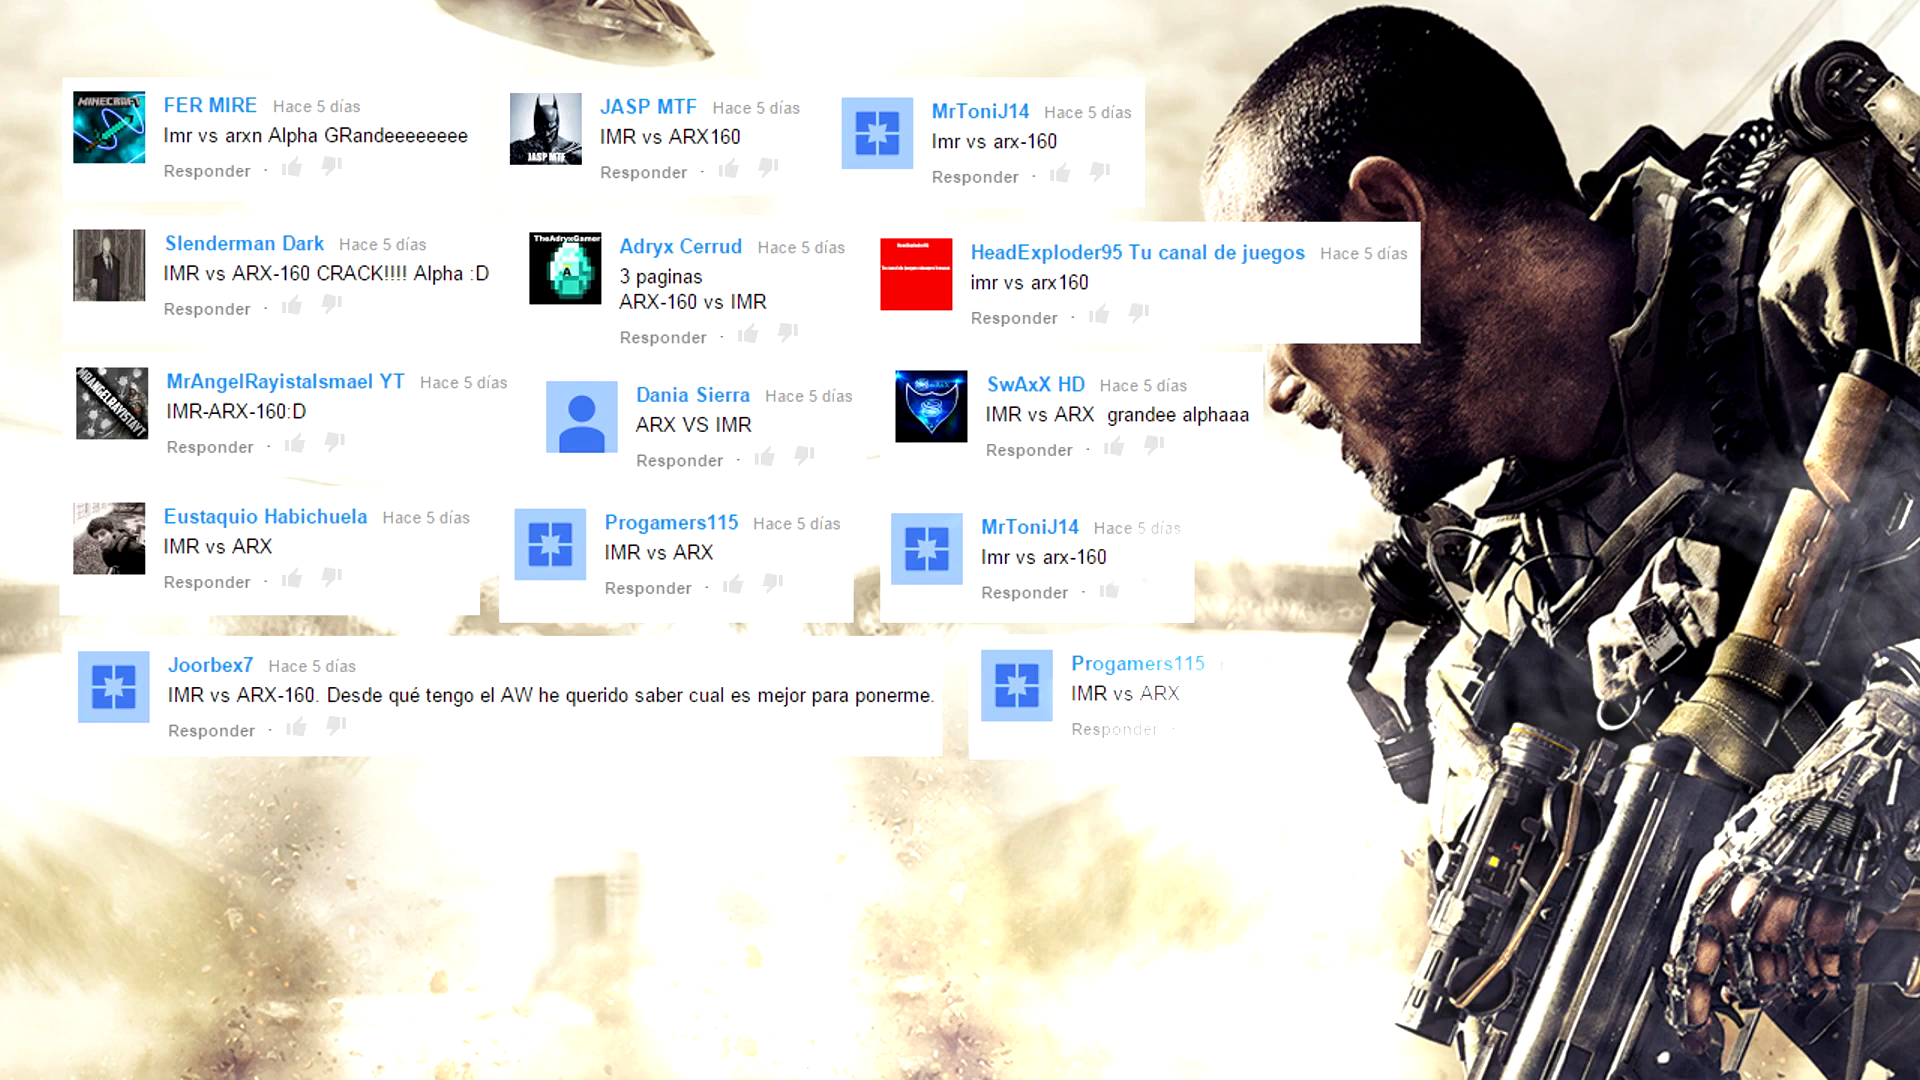 MINECRAFT
FER MIRE Hace 5 días
Imr vs arxn Alpha GRandeeeeeeee
Responder ·
JASP MTF
JASP MTF Hace 5 días
IMR vs ARX160
Responder ·
MrToniJ14 Hace 5 días
Imr vs arx-160
Responder ·
Slenderman Dark Hace 5 días
IMR vs ARX-160 CRACK!!!! Alpha :D
Responder ·
TheAdryxGamer
A
Adryx Cerrud Hace 5 días
3 paginas
ARX-160 vs IMR
Responder ·
HeadExploder95 Tu canal de juegos Hace 5 días
imr vs arx160
Responder ·
MRANGELRAYISTAYT
MrAngelRayistaIsmael YT Hace 5 días
IMR-ARX-160:D
Responder ·
Dania Sierra Hace 5 días
ARX VS IMR
Responder ·
SwAxX HD Hace 5 días
IMR vs ARX  grandee alphaaa
Responder ·
Eustaquio Habichuela Hace 5 días
IMR vs ARX
Responder ·
Progamers115 Hace 5 días
IMR vs ARX
Responder ·
MrToniJ14 Hace 5 días
Imr vs arx-160
Responder ·
Joorbex7 Hace 5 días
IMR vs ARX-160. Desde qué tengo el AW he querido saber cual es mejor para ponerme.
Responder ·
Progamers115
IMR vs ARX
Responder ·